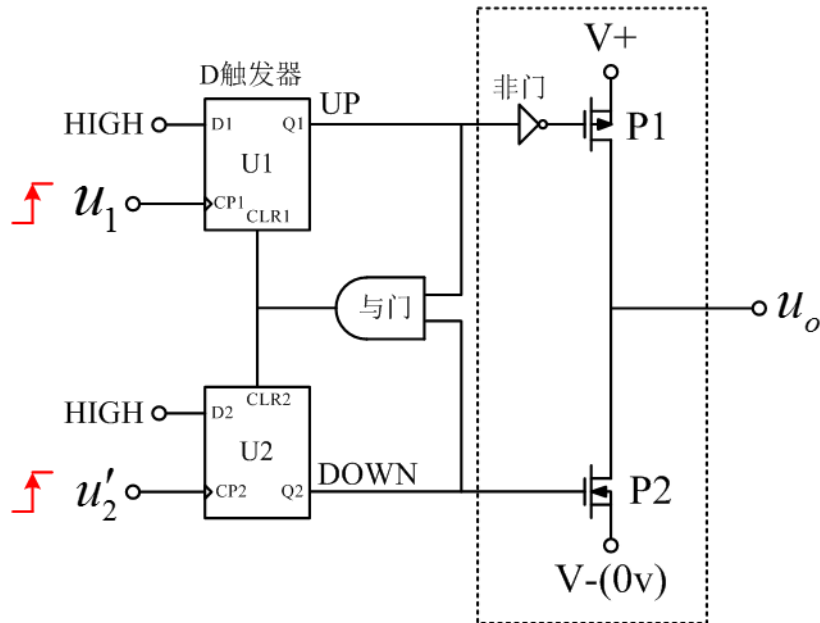 V+
D触发器
UP
非门
HIGH
D1
Q1
P1
U1
u₁
CP1
CLR1
与门
uₒ
CLR2
HIGH
D2
U2
DOWN
u₂′
CP2
Q2
P2
V-(0v)